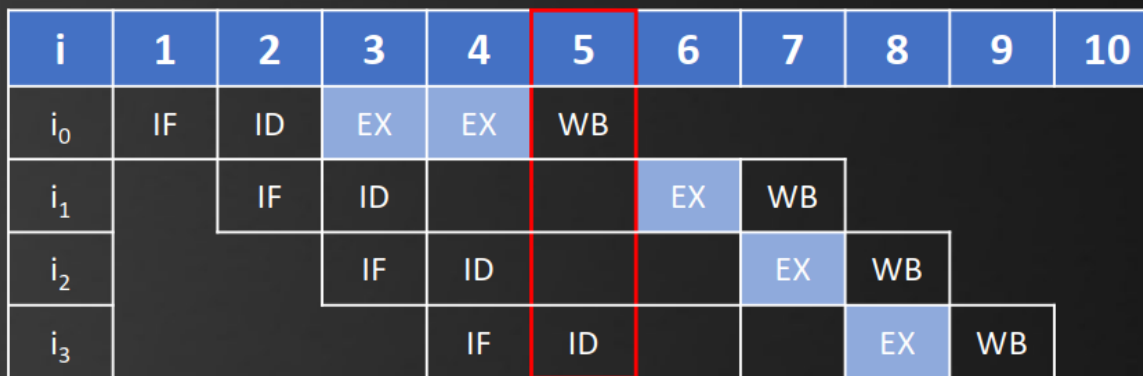 i 1 2 3 4 5 6 7 8 9 10
i₀ IF ID EX EX WB
i₁ IF ID EX WB
i₂ IF ID EX WB
i₃ IF ID EX WB